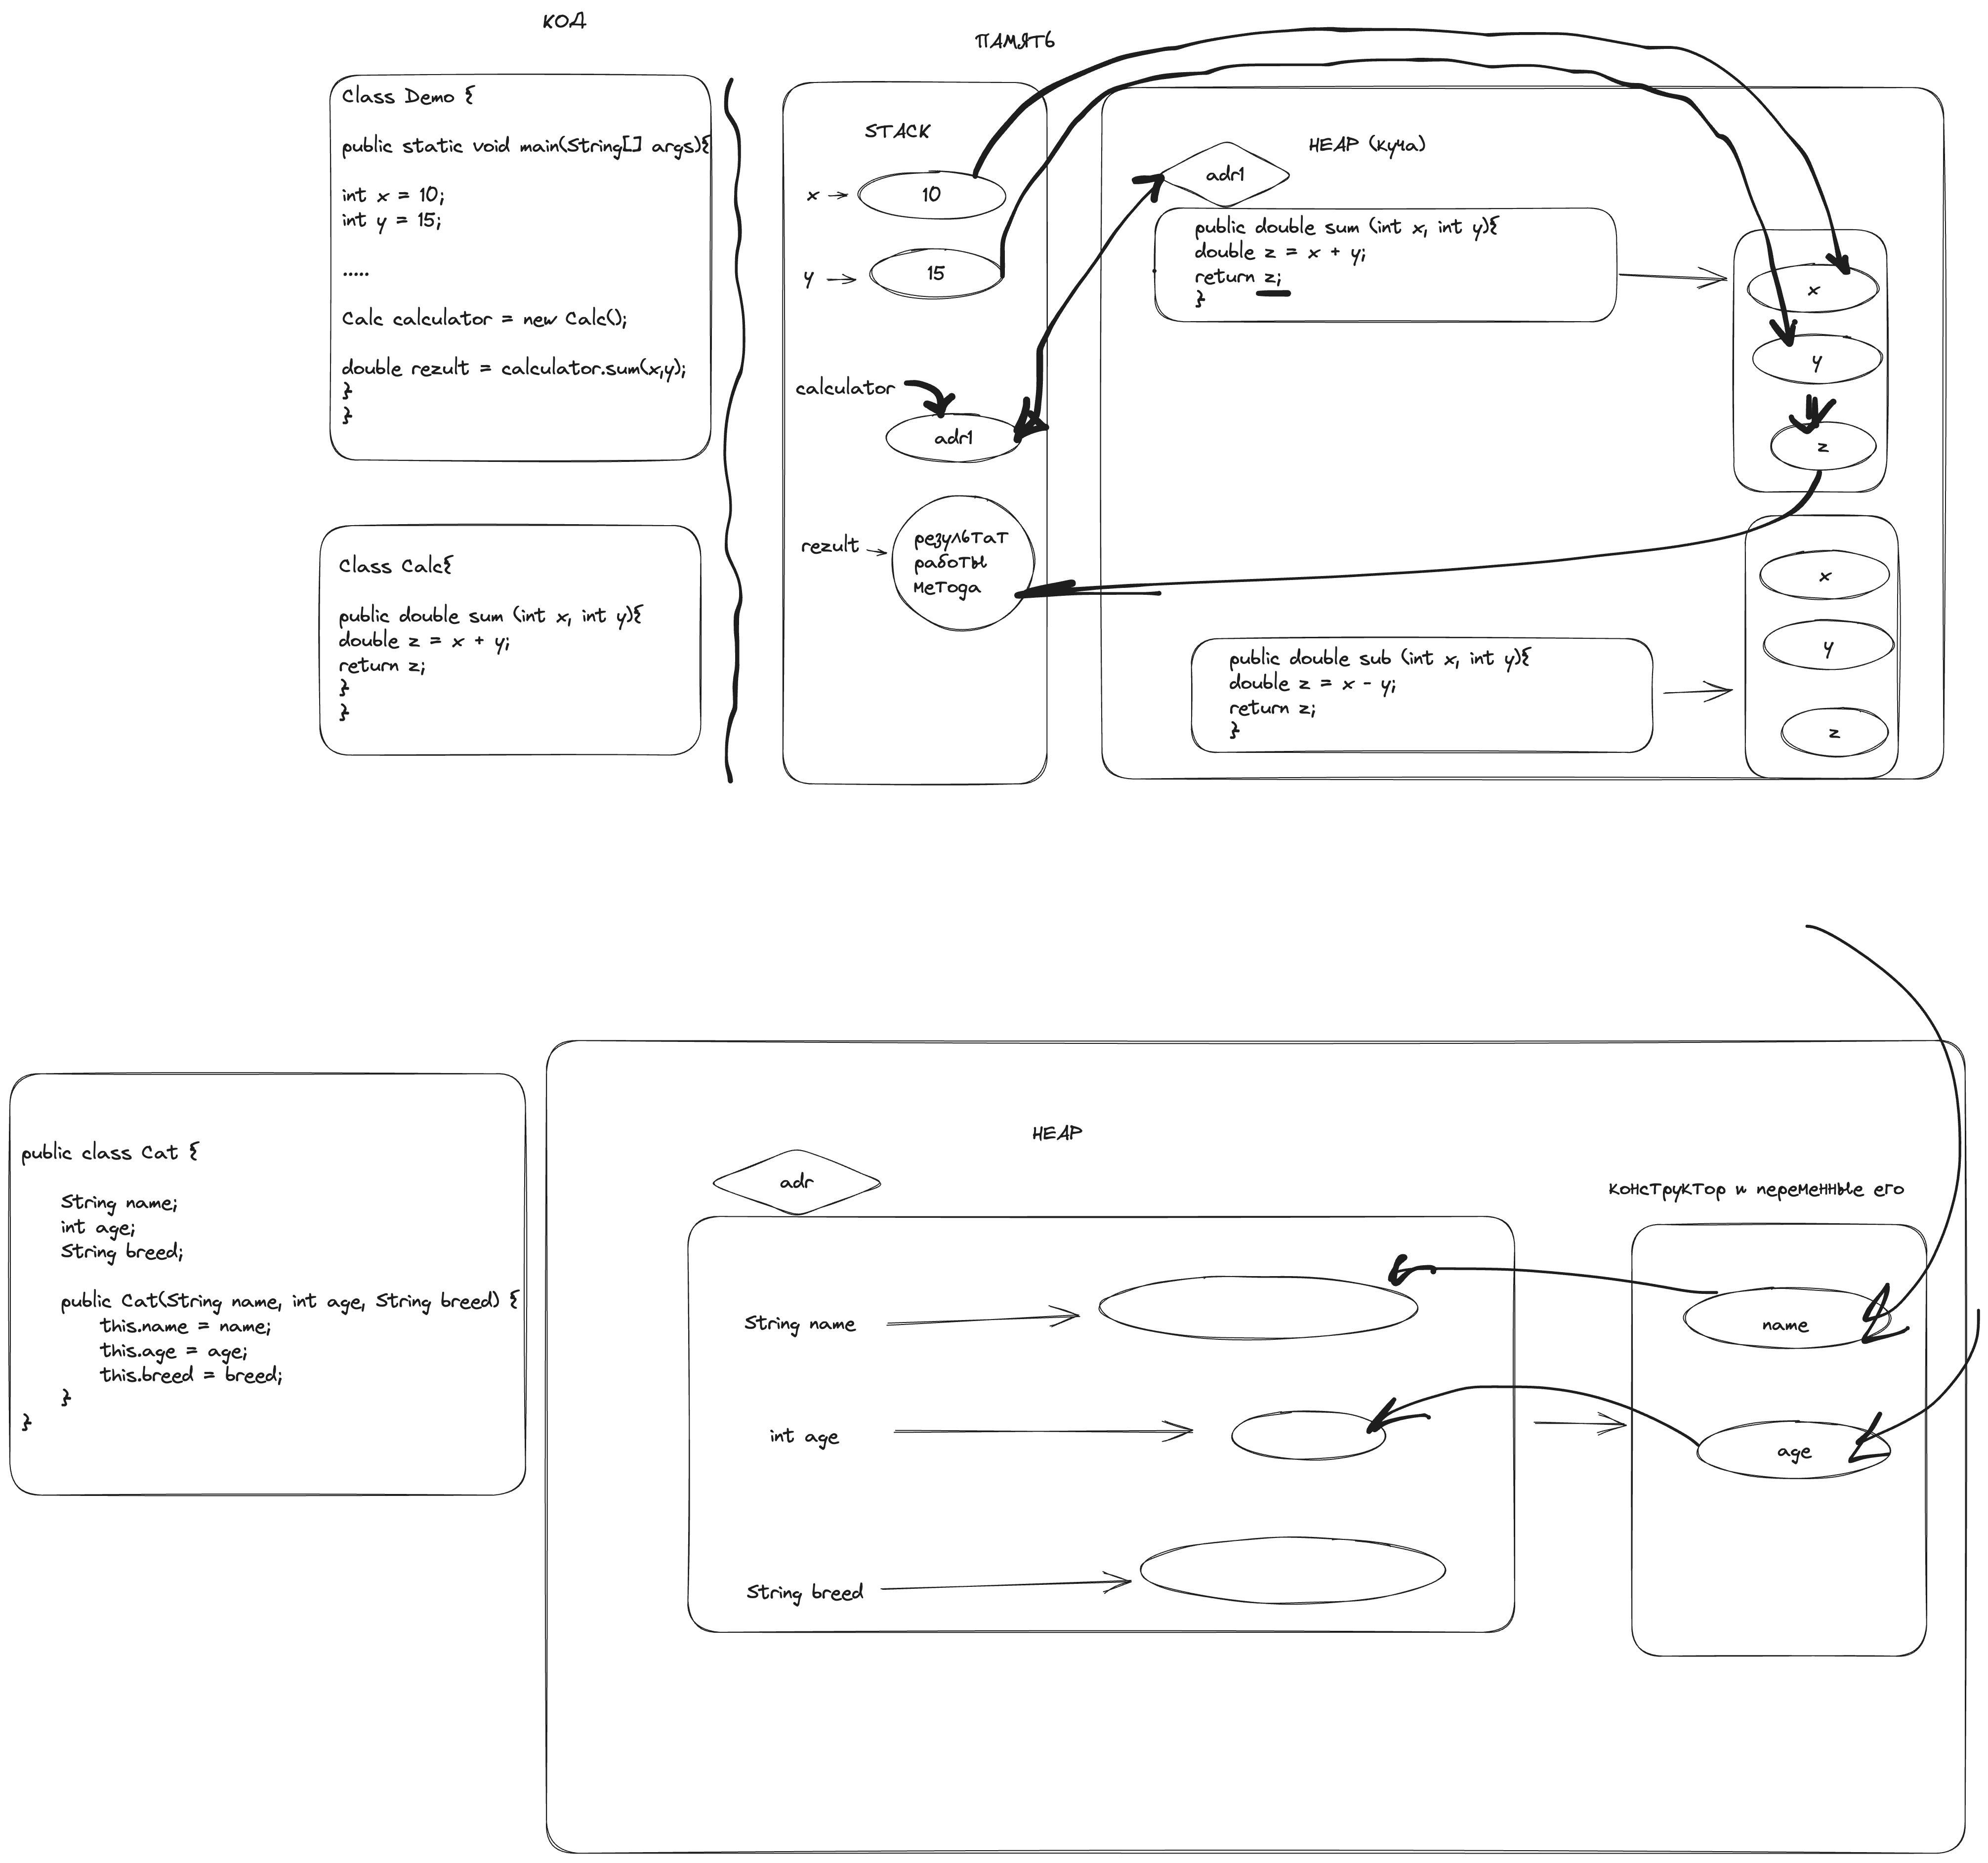 КОД
ПАМЯТЬ
Class Demo {
public static void main(String[] args){
int x = 10;
int y = 15;
.....
Calc calculator = new Calc();
double rezult = calculator.sum(x,y);
}
}
Class Calc{
public double sum (int x, int y){
double z = x + y;
return z;
}
}
STACK
x
10
y
15
calculator
adr1
rezult
результат
работы
метода
HEAP (куча)
adr1
public double sum (int x, int y){
double z = x + y;
return z;
}
x
y
z
public double sub (int x, int y){
double z = x - y;
return z;
}
x
y
z
public class Cat {
String name;
int age;
String breed;
public Cat(String name, int age, String breed) {
this.name = name;
this.age = age;
this.breed = breed;
}
}
HEAP
adr
String name
int age
String breed
конструктор и переменные его
name
age